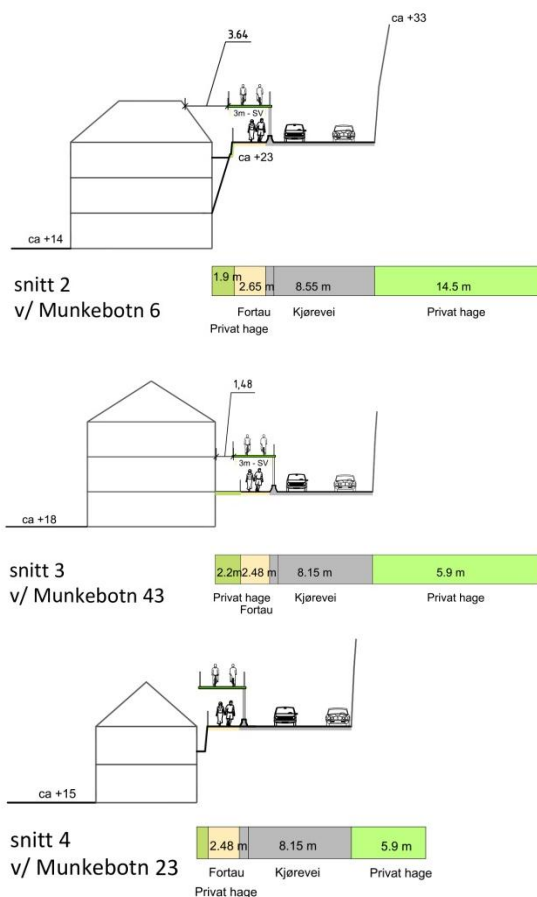 ca +33
3.64
3m - SV
ca +23
ca +14
snitt 2
v/ Munkebotn 6
1.9 m
2.65 m
8.55 m
14.5 m
Fortau
Kjørevei
Privat hage
Privat hage
1,48
3m - SV
ca +18
snitt 3
v/ Munkebotn 43
2.2m
2.48 m
8.15 m
5.9 m
Privat hage
Kjørevei
Privat hage
Fortau
ca +15
snitt 4
v/ Munkebotn 23
2.48 m
8.15 m
5.9 m
Fortau
Kjørevei
Privat hage
Privat hage